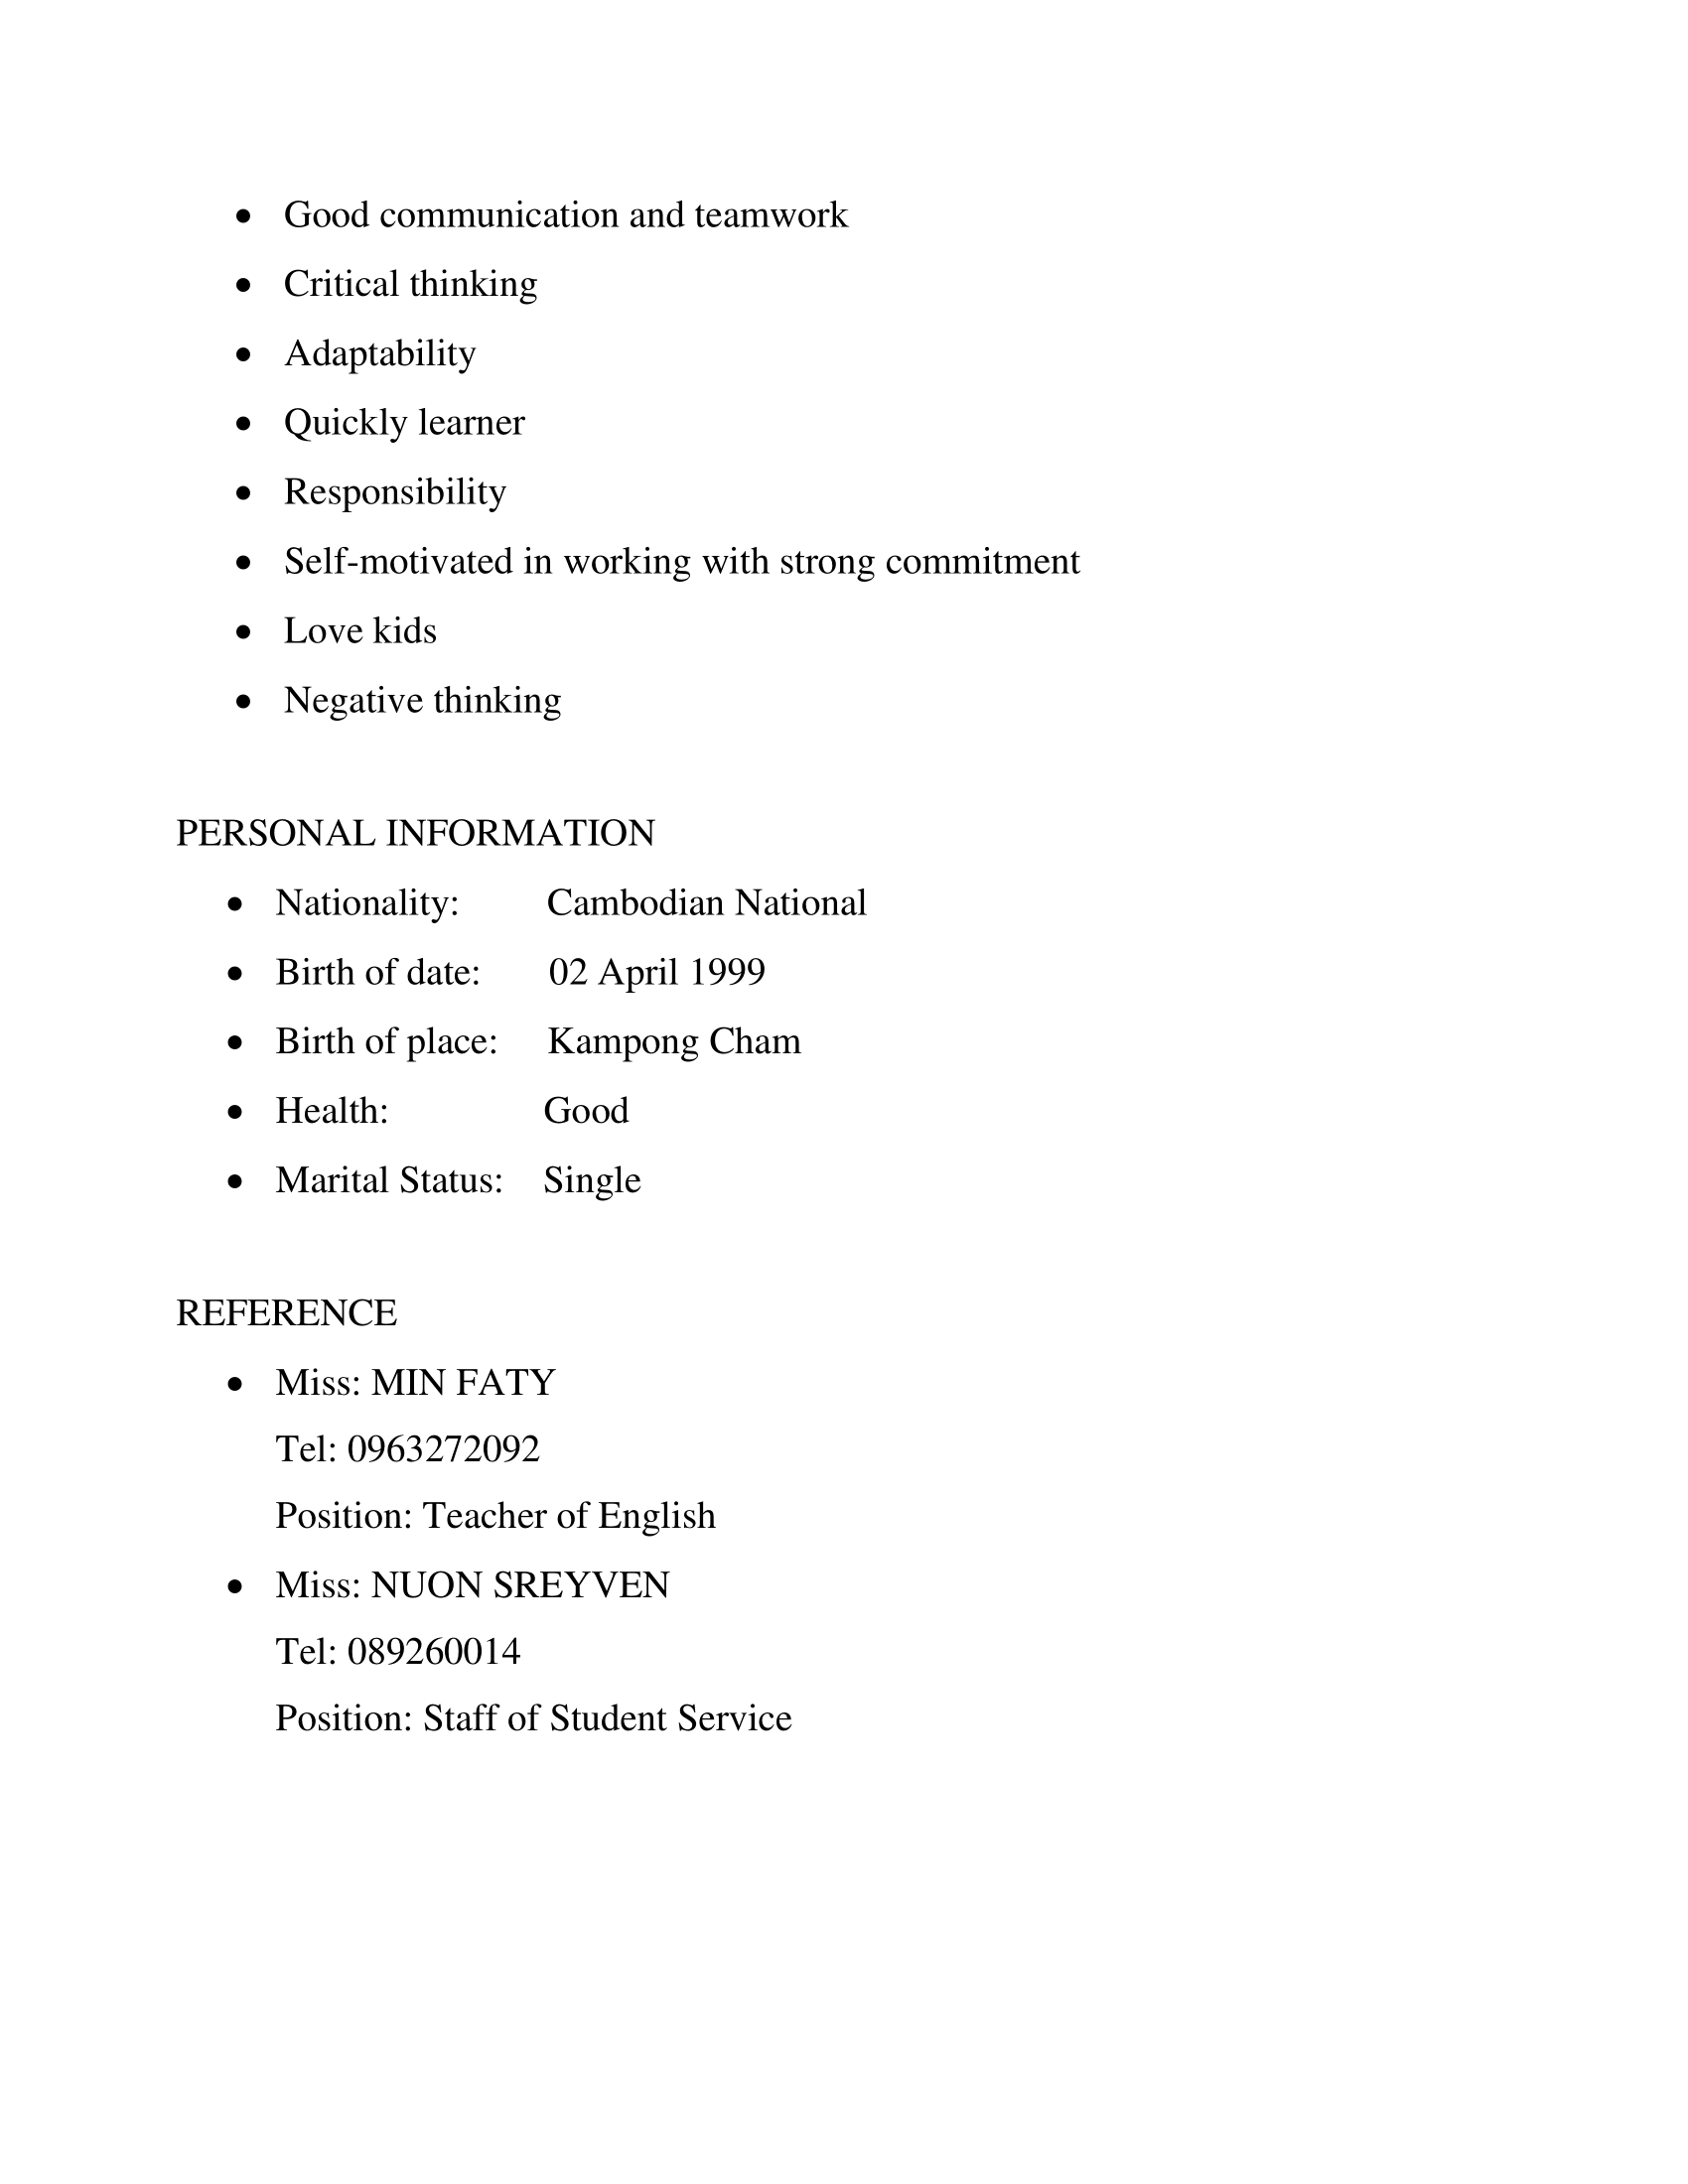 • Good communication and teamwork
• Critical thinking
• Adaptability
• Quickly learner
• Responsibility
• Self-motivated in working with strong commitment
• Love kids
• Negative thinking
PERSONAL INFORMATION
• Nationality: Cambodian National
• Birth of date: 02 April 1999
• Birth of place: Kampong Cham
• Health: Good
• Marital Status: Single
REFERENCE
• Miss: MIN FATY
Tel: 0963272092
Position: Teacher of English
• Miss: NUON SREYVEN
Tel: 089260014
Position: Staff of Student Service